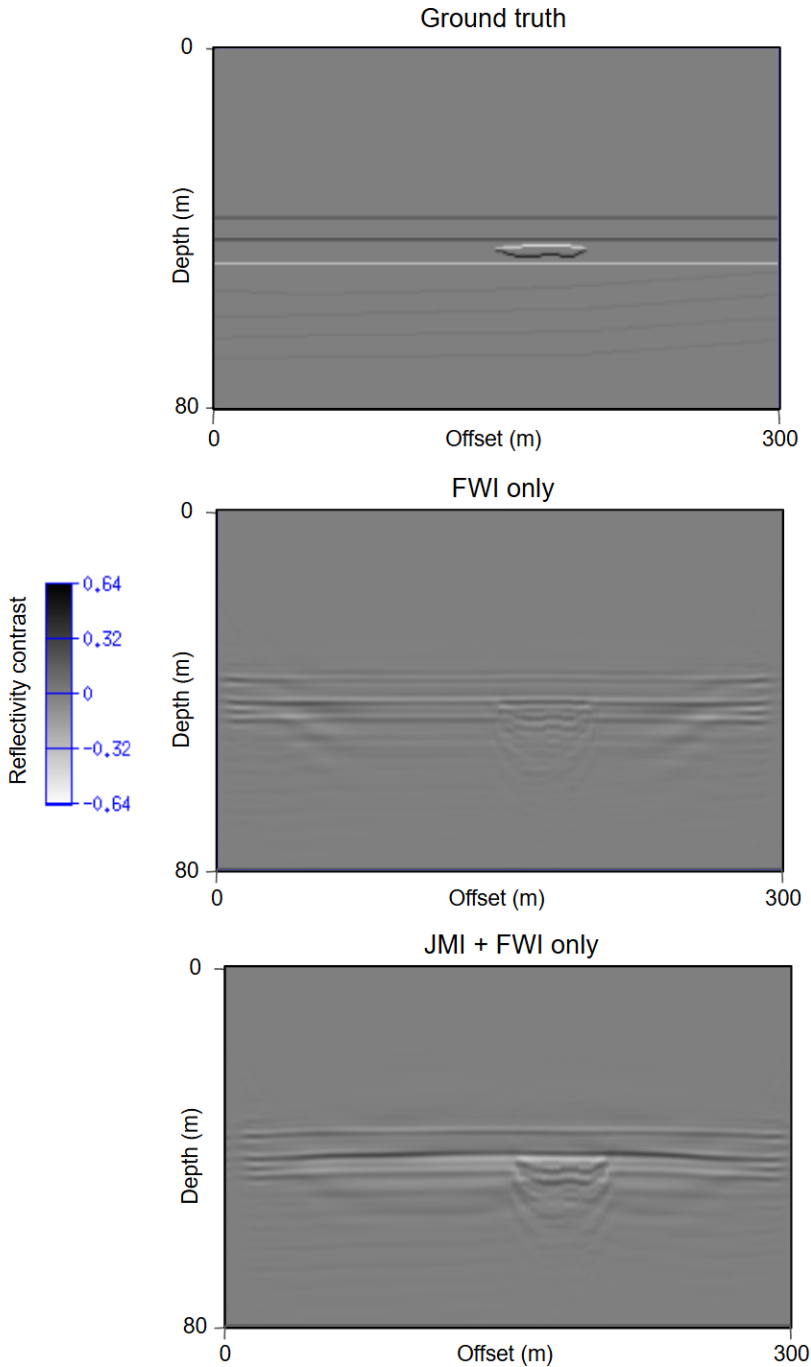 Ground truth
0
Depth (m)
80
0
Offset (m)
300
FWI only
0
Reflectivity contrast
0.64
0.32
0
-0.32
-0.64
Depth (m)
80
0
Offset (m)
300
JMI + FWI only
0
Depth (m)
80
0
Offset (m)
300